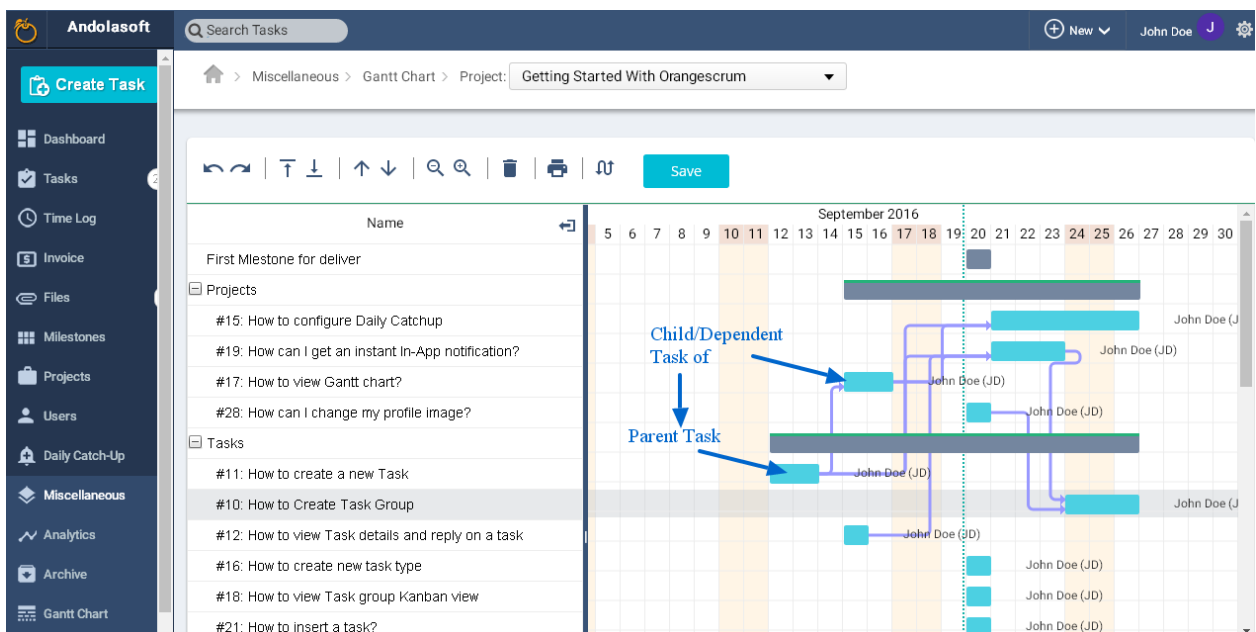 Andolasoft
Search Tasks
New
John Doe J
Create Task
Miscellaneous > Gantt Chart > Project: Getting Started With Orangescrum
Dashboard
Tasks
Time Log
Invoice
Files
Milestones
Projects
Users
Daily Catch-Up
Miscellaneous
Analytics
Archive
Gantt Chart
Save
Name
September 2016
5 6 7 8 9 10 11 12 13 14 15 16 17 18 19 20 21 22 23 24 25 26 27 28 29 30
First Mlestone for deliver
Projects
#15: How to configure Daily Catchup
John Doe (J
#19: How can I get an instant In-App notification?
John Doe (JD)
#17: How to view Gantt chart?
John Doe (JD)
#28: How can I change my profile image?
John Doe (JD)
Child/Dependent
Task of
Parent Task
Tasks
#11: How to create a new Task
John Doe (JD)
#10: How to Create Task Group
John Doe (J
#12: How to view Task details and reply on a task
John Doe (JD)
#16: How to create new task type
John Doe (JD)
#18: How to view Task group Kanban view
John Doe (JD)
#21: How to insert a task?
John Doe (JD)